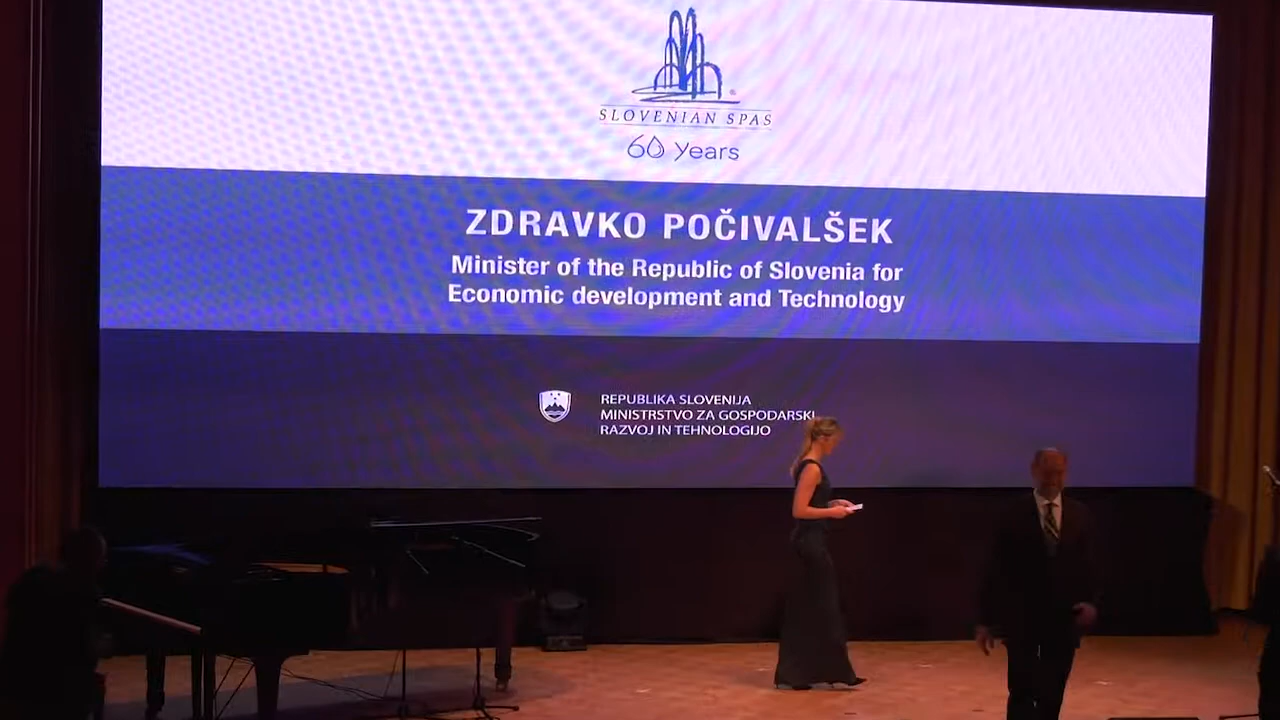 SLOVENIAN SPAS
60 years
ZDRAVKO POČIVALŠEK
Minister of the Republic of Slovenia for
Economic development and Technology
REPUBLIKA SLOVENIJA
MINISTRSTVO ZA GOSPODARSKI
RAZVOJ IN TEHNOLOGIJO